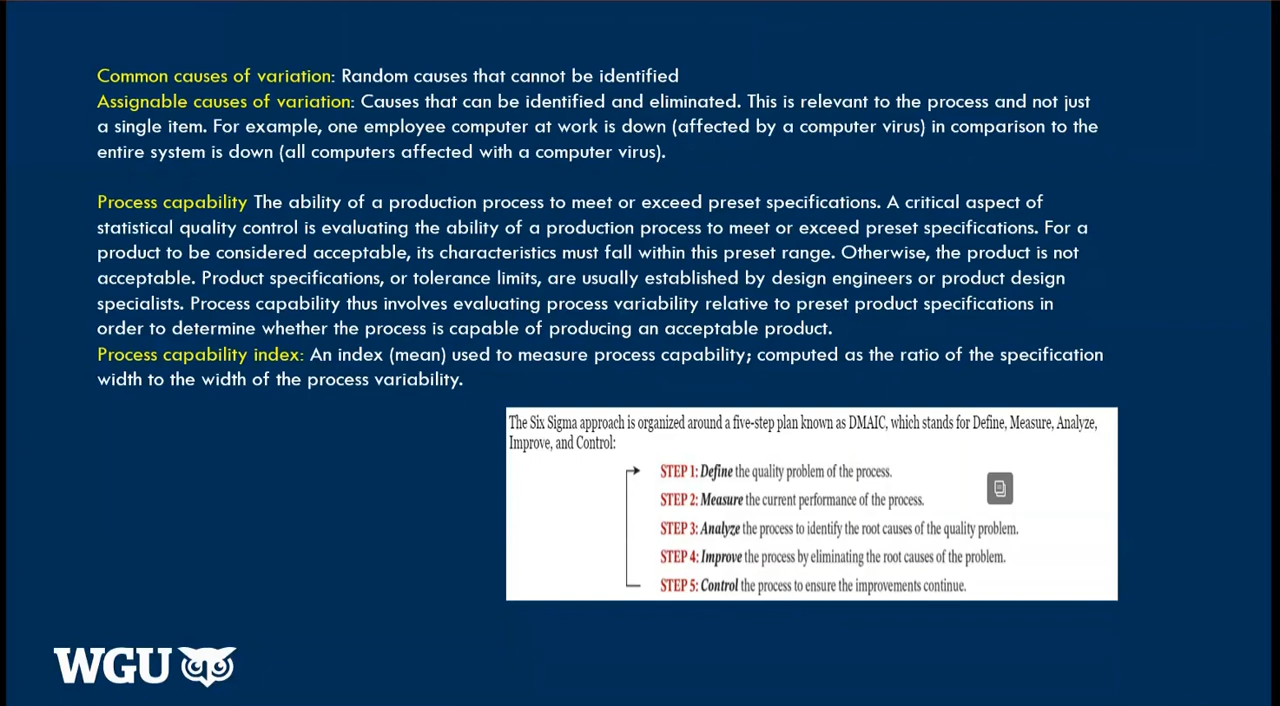 Common causes of variation: Random causes that cannot be identified
Assignable causes of variation: Causes that can be identified and eliminated. This is relevant to the process and not just
a single item. For example, one employee computer at work is down (affected by a computer virus) in comparison to the
entire system is down (all computers affected with a computer virus).
Process capability The ability of a production process to meet or exceed preset specifications. A critical aspect of
statistical quality control is evaluating the ability of a production process to meet or exceed preset specifications. For a
product to be considered acceptable, its characteristics must fall within this preset range. Otherwise, the product is not
acceptable. Product specifications, or tolerance limits, are usually established by design engineers or product design
specialists. Process capability thus involves evaluating process variability relative to preset product specifications in
order to determine whether the process is capable of producing an acceptable product.
Process capability index: An index (mean) used to measure process capability; computed as the ratio of the specification
width to the width of the process variability.
The Six Sigma approach is organized around a five-step plan known as DMAIC, which stands for Define, Measure, Analyze,
Improve, and Control:
STEP 1: Define the quality problem of the process.
STEP 2: Measure the current performance of the process.
STEP 3: Analyze the process to identify the root causes of the quality problem.
STEP 4: Improve the process by eliminating the root causes of the problem.
STEP 5: Control the process to ensure the improvements continue.
WGU